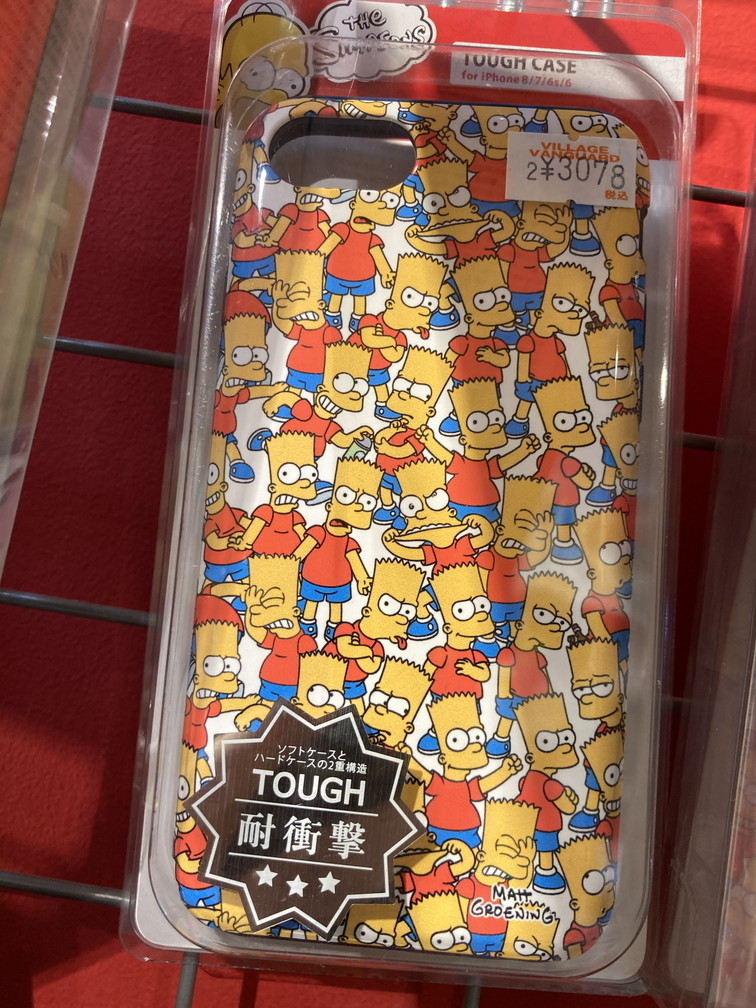 THE
SIMPSONS
TOUGH CASE
for iPhone 8/7/6s/6
VILLAGE
VANGUARD
2¥3078
税込
ソフトケースと
ハードケースの2重構造
TOUGH
耐衝撃
MATT
GROENING